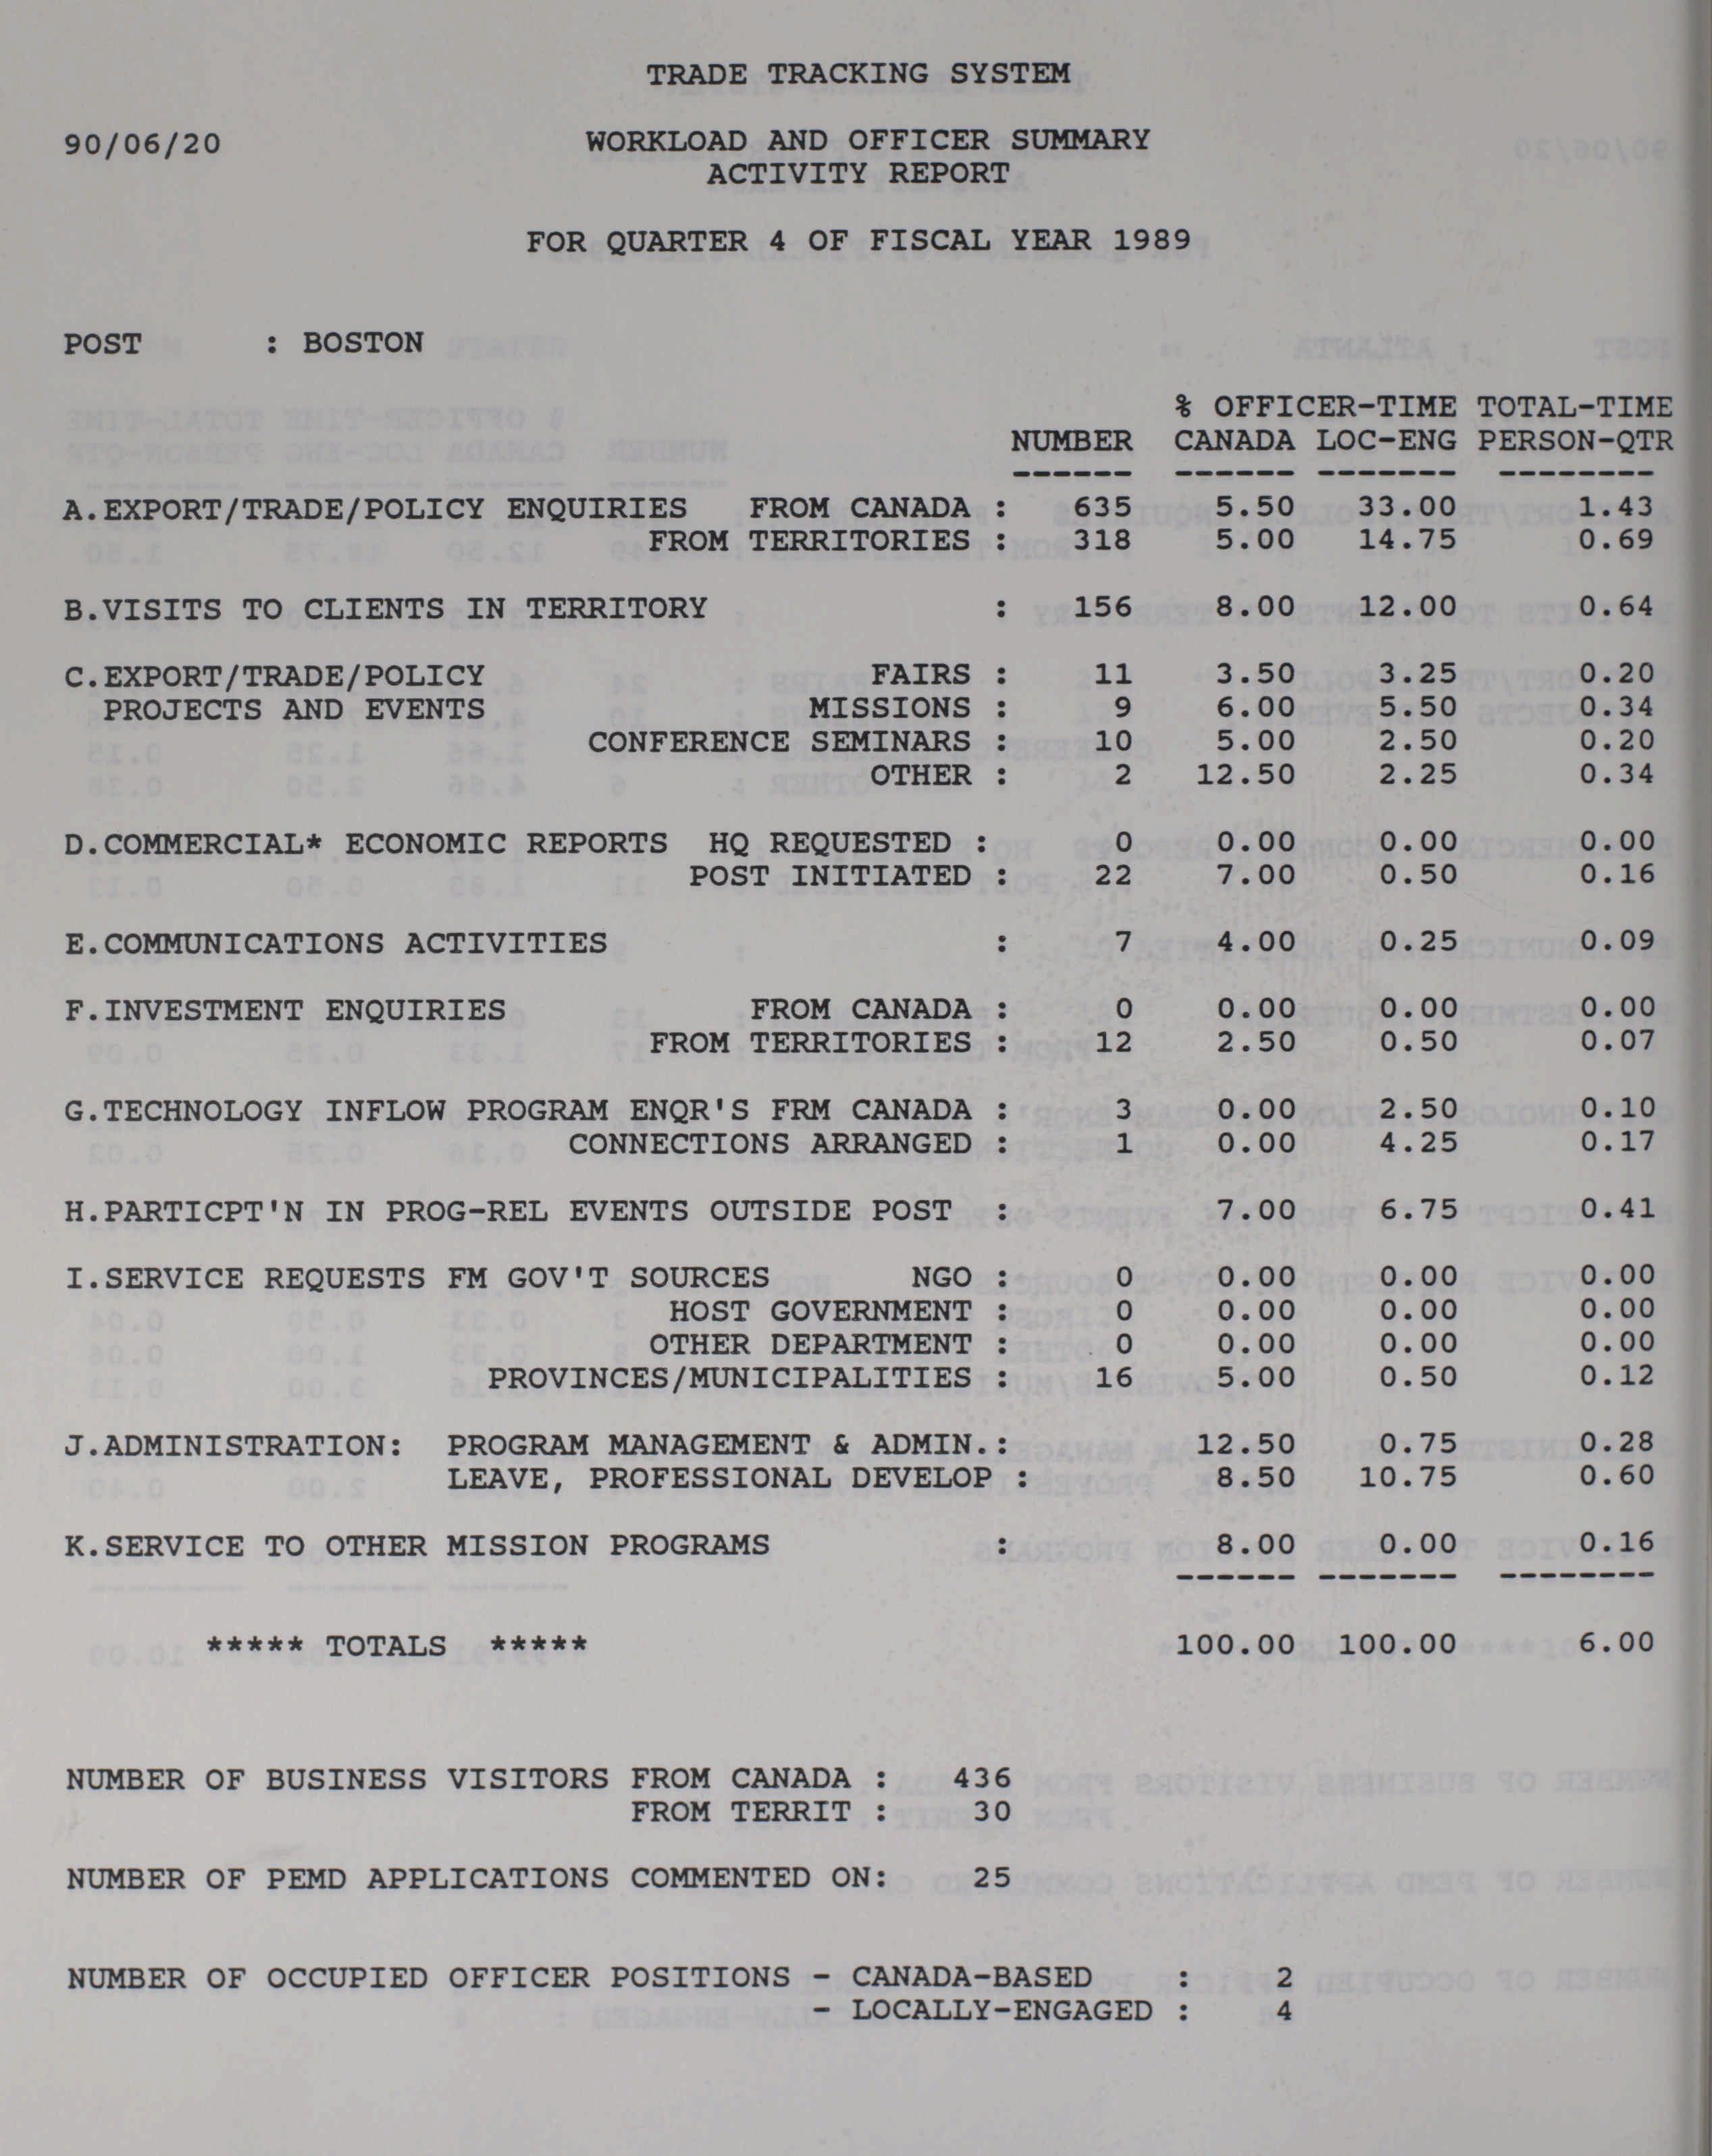 TRADE TRACKING SYSTEM
90/06/20 WORKLOAD AND OFFICER SUMMARY
ACTIVITY REPORT
FOR QUARTER 4 OF FISCAL YEAR 1989
POST : BOSTON
% OFFICER-TIME TOTAL-TIME
NUMBER CANADA LOC-ENG PERSON-QTR
------ ------ ------- --------
A.EXPORT/TRADE/POLICY ENQUIRIES FROM CANADA : 635 5.50 33.00 1.43
FROM TERRITORIES : 318 5.00 14.75 0.69
B.VISITS TO CLIENTS IN TERRITORY : 156 8.00 12.00 0.64
C.EXPORT/TRADE/POLICY FAIRS : 11 3.50 3.25 0.20
PROJECTS AND EVENTS MISSIONS : 9 6.00 5.50 0.34
CONFERENCE SEMINARS : 10 5.00 2.50 0.20
OTHER : 2 12.50 2.25 0.34
D.COMMERCIAL* ECONOMIC REPORTS HQ REQUESTED : 0 0.00 0.00 0.00
POST INITIATED : 22 7.00 0.50 0.16
E.COMMUNICATIONS ACTIVITIES : 7 4.00 0.25 0.09
F.INVESTMENT ENQUIRIES FROM CANADA : 0 0.00 0.00 0.00
FROM TERRITORIES : 12 2.50 0.50 0.07
G.TECHNOLOGY INFLOW PROGRAM ENQR'S FRM CANADA : 3 0.00 2.50 0.10
CONNECTIONS ARRANGED : 1 0.00 4.25 0.17
H.PARTICPT'N IN PROG-REL EVENTS OUTSIDE POST : 7.00 6.75 0.41
I.SERVICE REQUESTS FM GOV'T SOURCES NGO : 0 0.00 0.00 0.00
HOST GOVERNMENT : 0 0.00 0.00 0.00
OTHER DEPARTMENT : 0 0.00 0.00 0.00
PROVINCES/MUNICIPALITIES : 16 5.00 0.50 0.12
J.ADMINISTRATION: PROGRAM MANAGEMENT & ADMIN.: 12.50 0.75 0.28
LEAVE, PROFESSIONAL DEVELOP : 8.50 10.75 0.60
K.SERVICE TO OTHER MISSION PROGRAMS : 8.00 0.00 0.16
------ ------- --------
***** TOTALS ***** 100.00 100.00 6.00
NUMBER OF BUSINESS VISITORS FROM CANADA : 436
FROM TERRIT : 30
NUMBER OF PEMD APPLICATIONS COMMENTED ON: 25
NUMBER OF OCCUPIED OFFICER POSITIONS - CANADA-BASED : 2
- LOCALLY-ENGAGED : 4